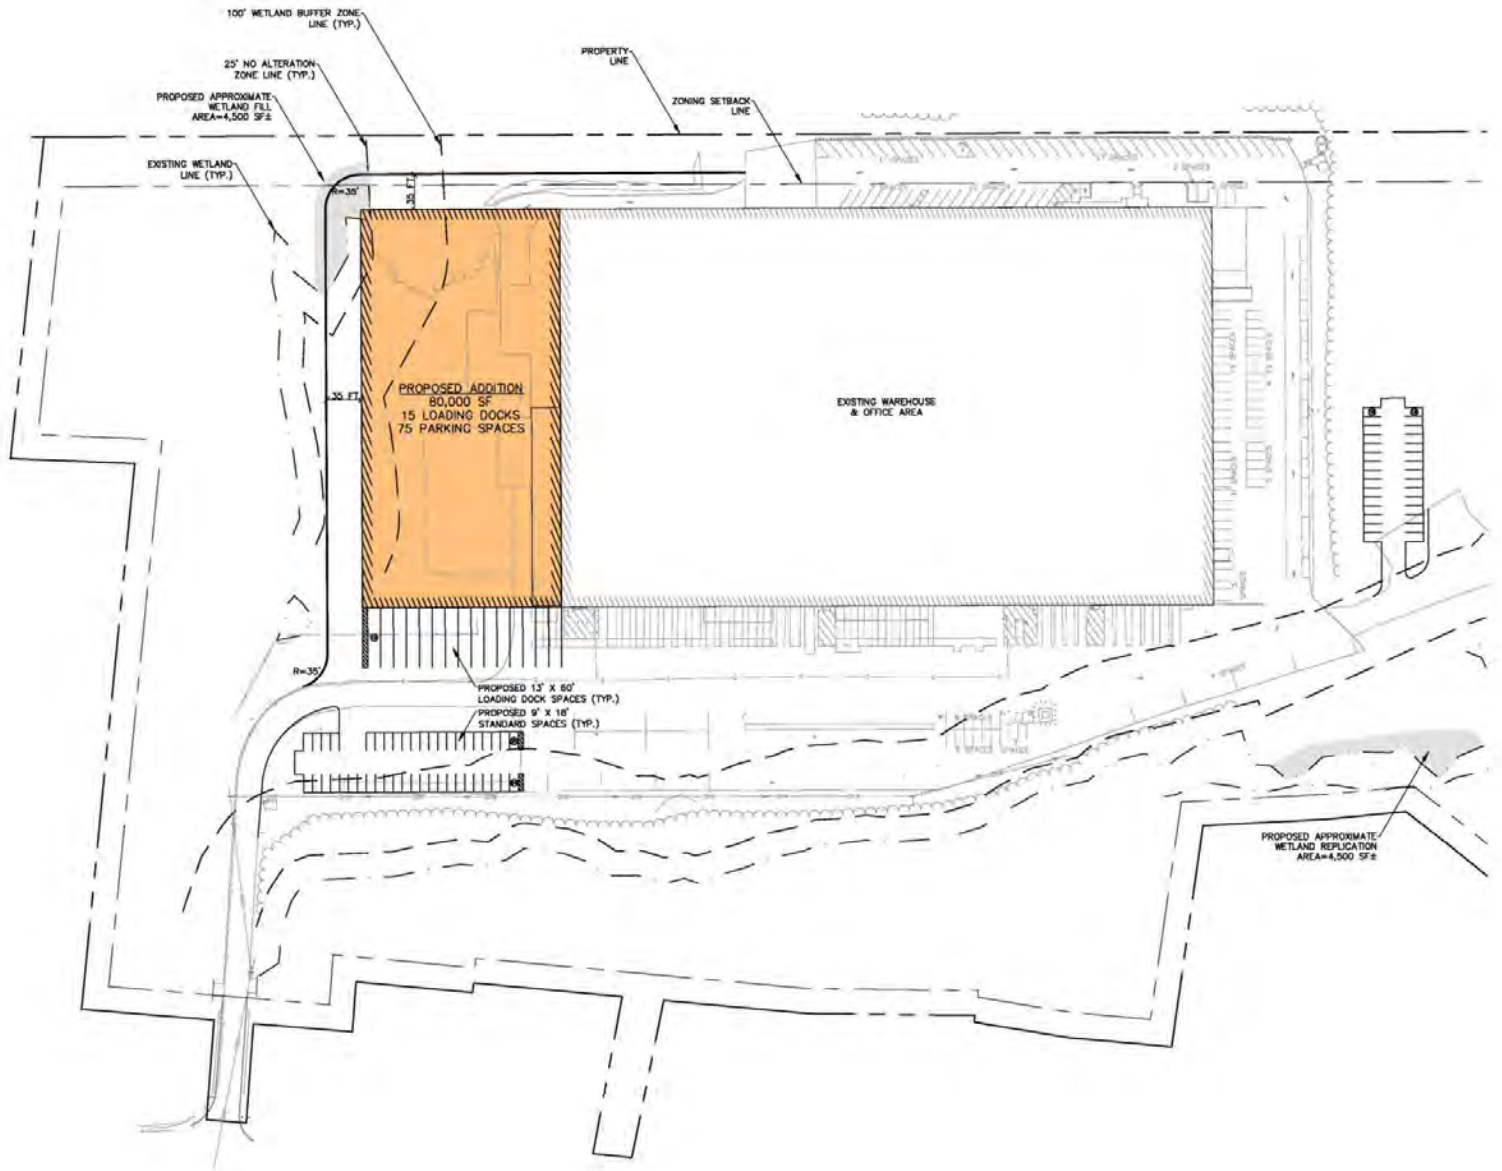 100' WETLAND BUFFER ZONE
LINE (TYP.)
25' NO ALTERATION
ZONE LINE (TYP.)
PROPOSED APPROXIMATE
WETLAND FILL
AREA=4,500 SF±
EXISTING WETLAND
LINE (TYP.)
PROPERTY
LINE
ZONING SETBACK
LINE
R=35'
35 FT
35 FT
PROPOSED ADDITION
80,000 SF
15 LOADING DOCKS
75 PARKING SPACES
EXISTING WAREHOUSE
& OFFICE AREA
R=35'
PROPOSED 13' X 60'
LOADING DOCK SPACES (TYP.)
PROPOSED 9' X 18'
STANDARD SPACES (TYP.)
PROPOSED APPROXIMATE
WETLAND REPLICATION
AREA=4,500 SF±